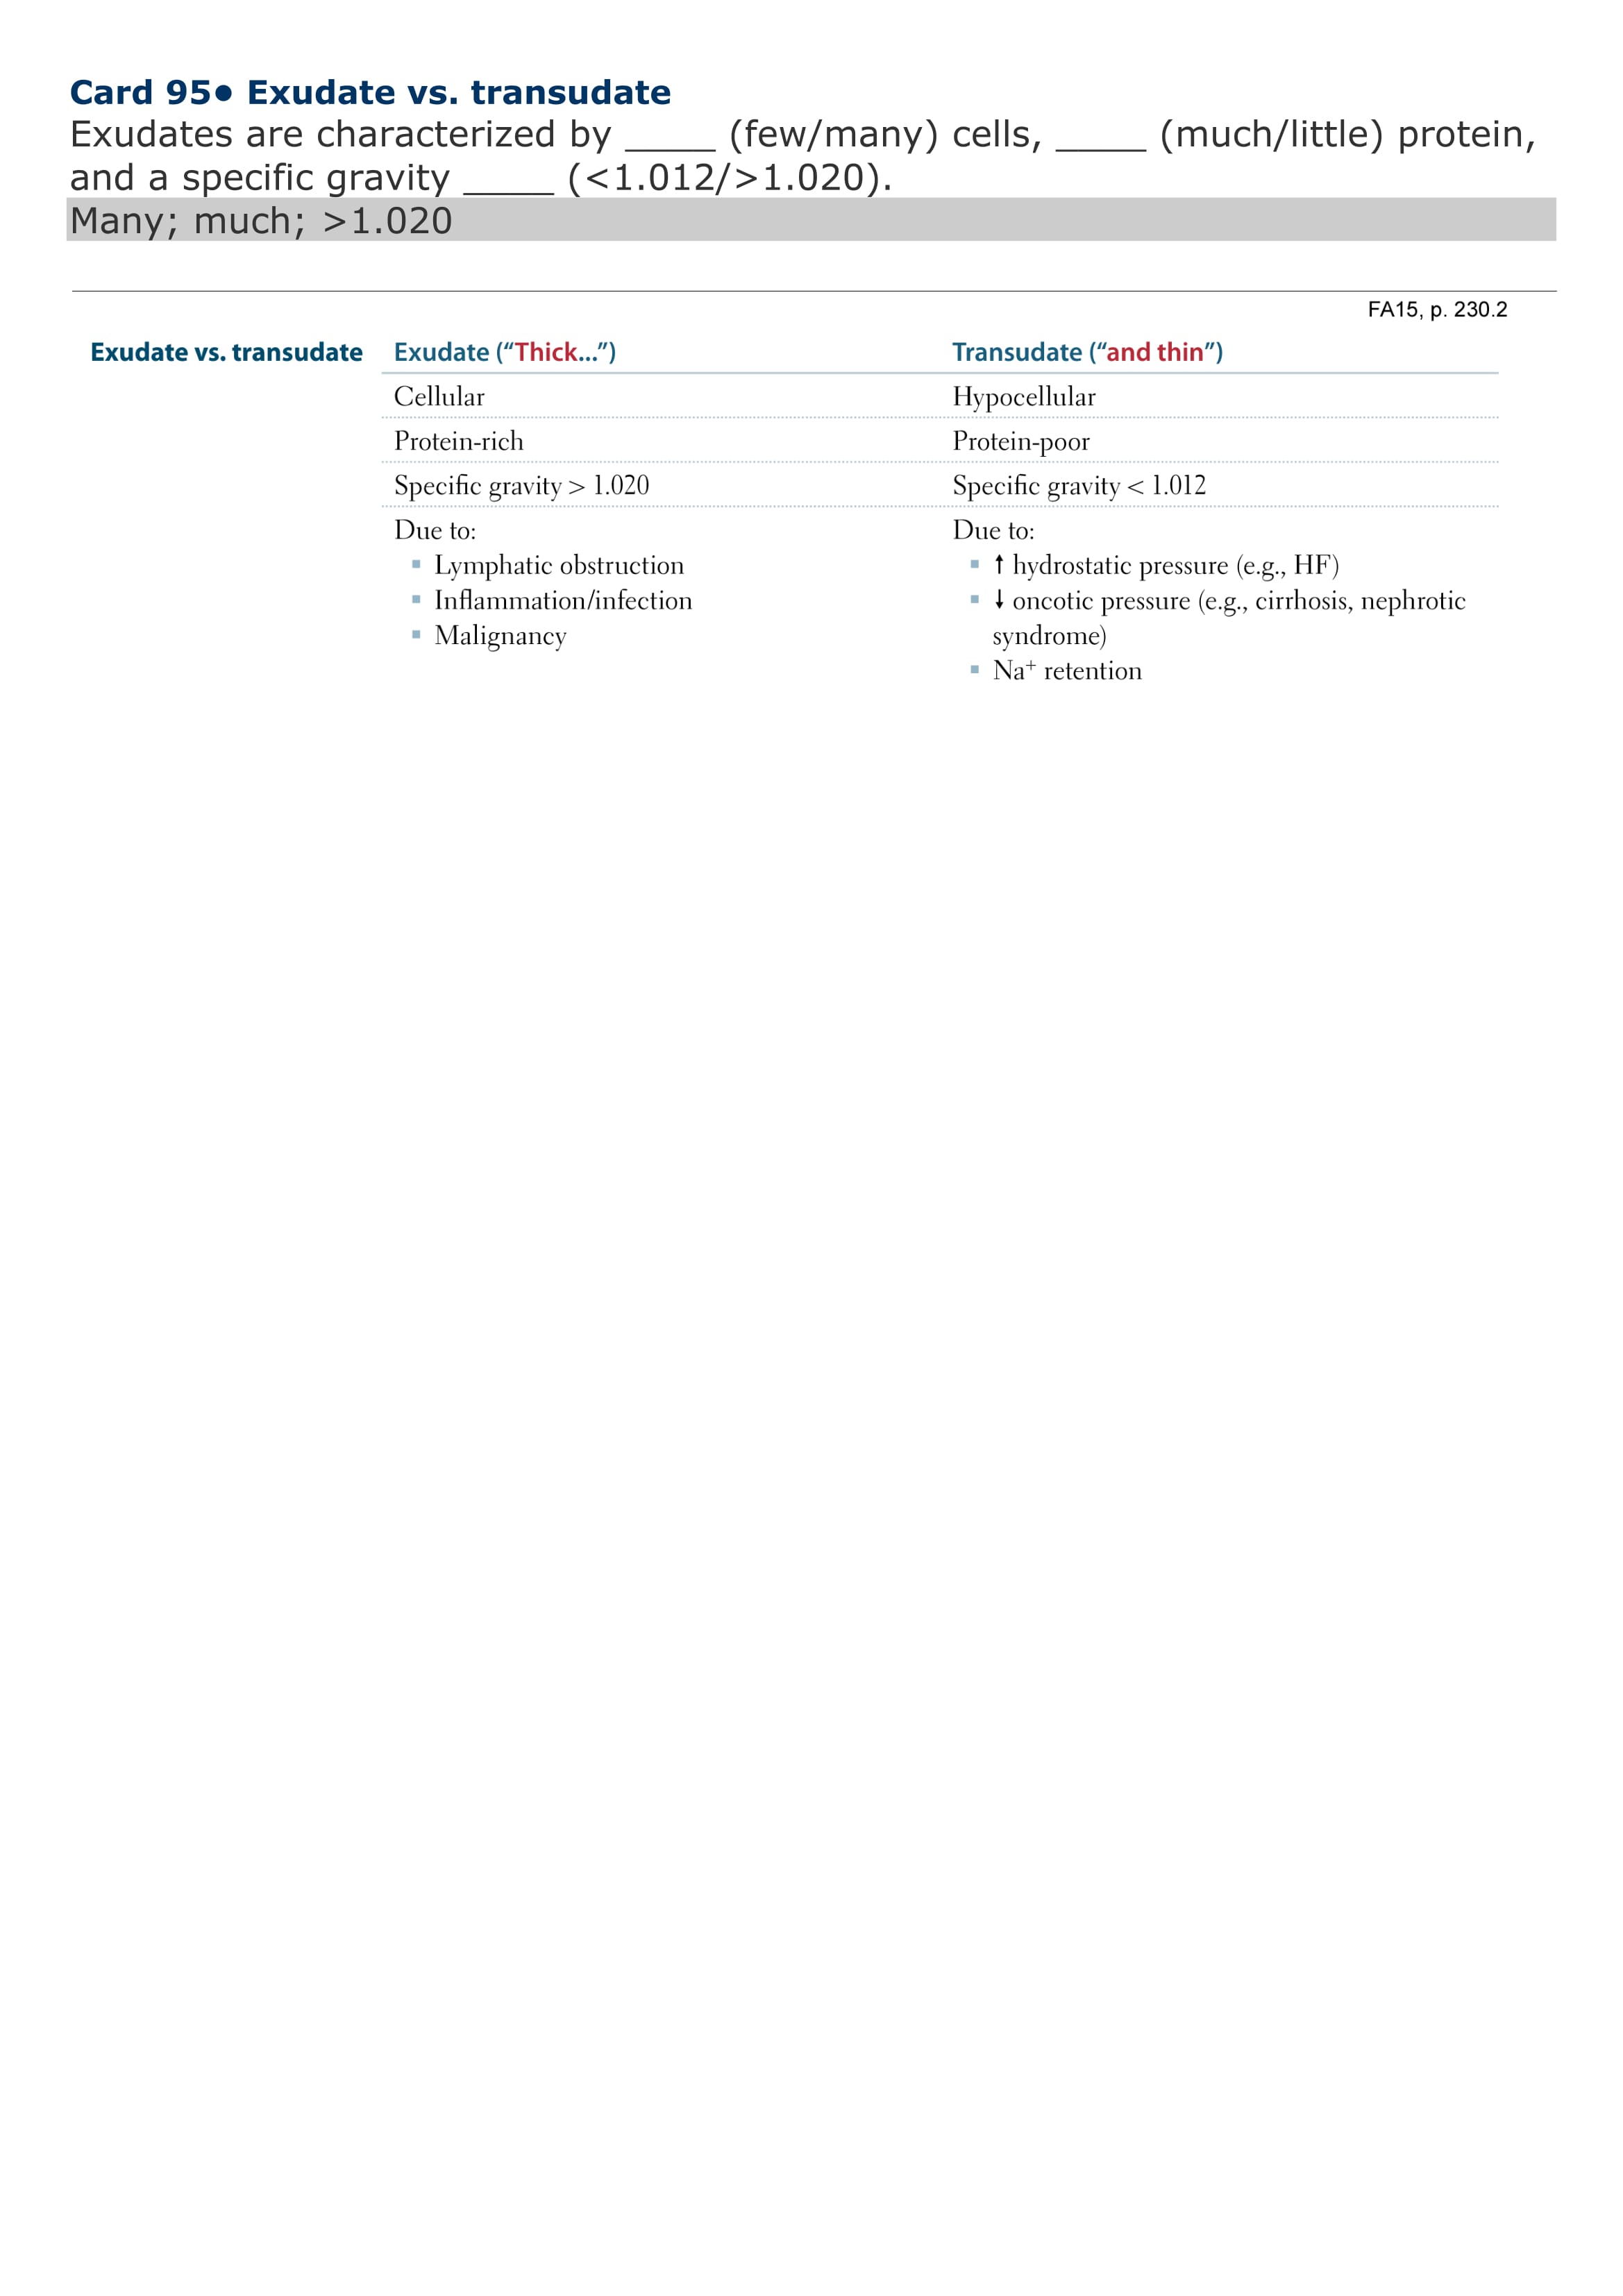 Card 95● Exudate vs. transudate
Exudates are characterized by _____ (few/many) cells, _____ (much/little) protein,
and a specific gravity _____ (<1.012/>1.020).
Many; much; >1.020
FA15, p. 230.2
Exudate vs. transudate Exudate (“Thick...”) Transudate (“and thin”)
Cellular Hypocellular
Protein-rich Protein-poor
Specific gravity > 1.020 Specific gravity < 1.012
Due to: Due to:
▪ Lymphatic obstruction ▪ ↑ hydrostatic pressure (e.g., HF)
▪ Inflammation/infection ▪ ↓ oncotic pressure (e.g., cirrhosis, nephrotic
▪ Malignancy syndrome)
▪ Na⁺ retention